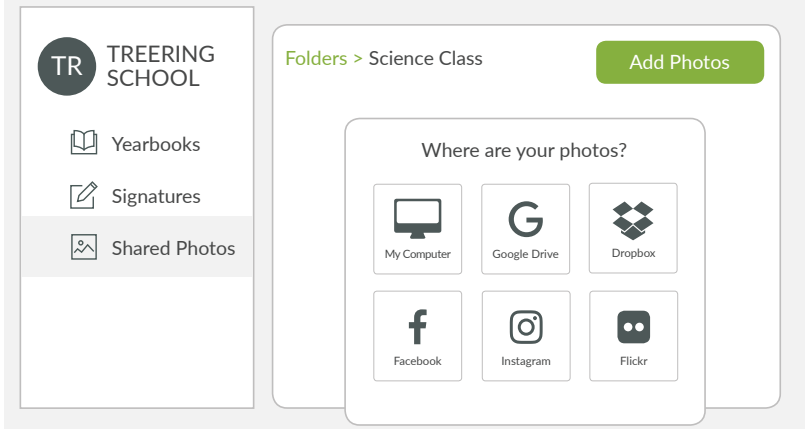 TR
TREERING
SCHOOL
Yearbooks
Signatures
Shared Photos
Folders > Science Class
Add Photos
Where are your photos?
My Computer
Google Drive
Dropbox
Facebook
Instagram
Flickr